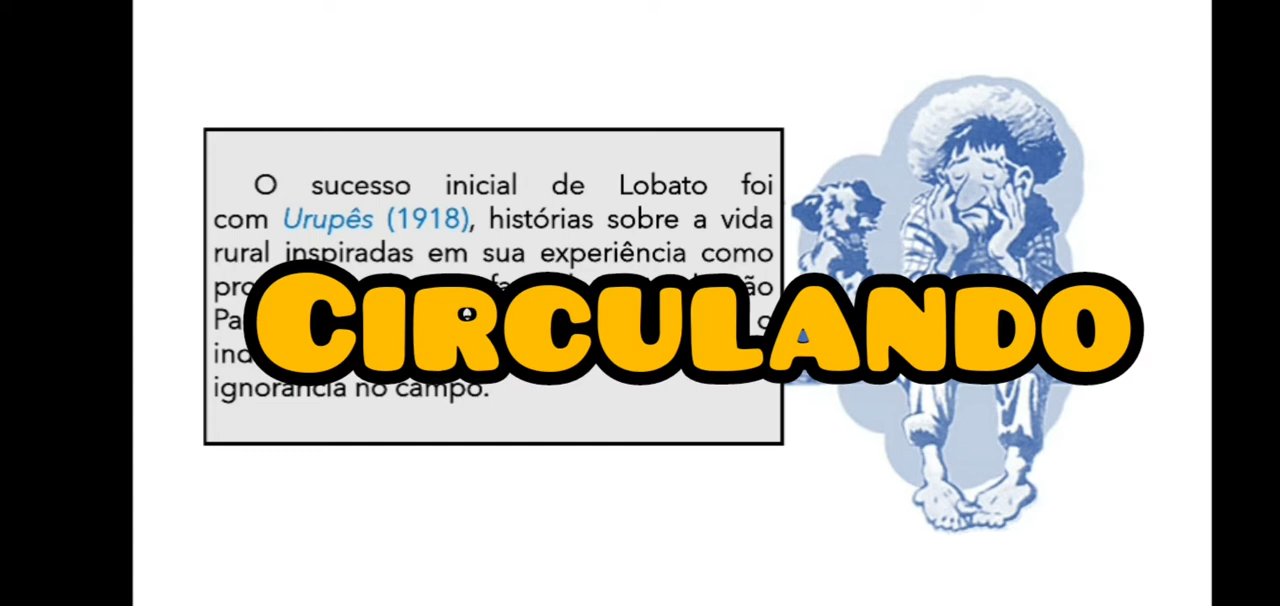 O sucesso inicial de Lobato foi
com Urupês (1918), histórias sobre a vida
rural inspiradas em sua experiência como
CIRCULANDO
ignorância no campo.